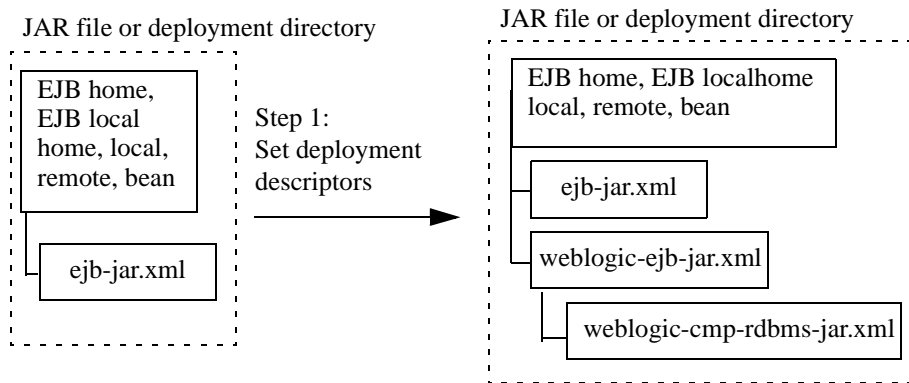 JAR file or deployment directory
EJB home,
EJB local
home, local,
remote, bean
ejb-jar.xml
Step 1:
Set deployment
descriptors
JAR file or deployment directory
EJB home, EJB localhome
local, remote, bean
ejb-jar.xml
weblogic-ejb-jar.xml
weblogic-cmp-rdbms-jar.xml